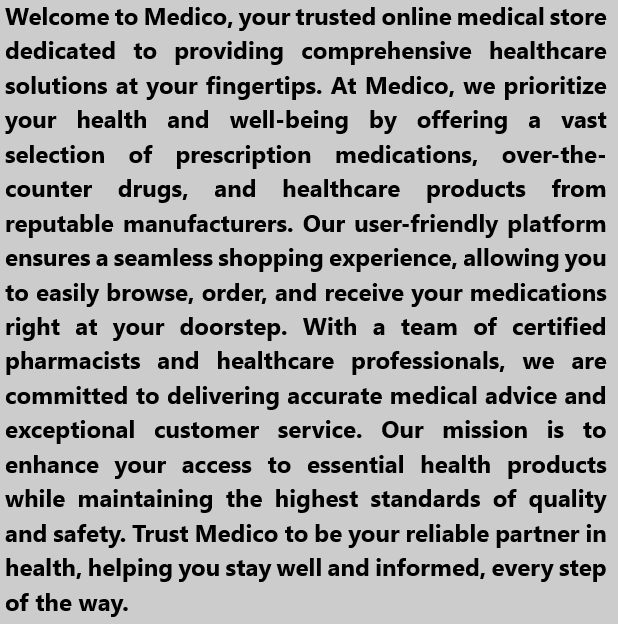 Welcome to Medico, your trusted online medical store
dedicated to providing comprehensive healthcare
solutions at your fingertips. At Medico, we prioritize
your health and well-being by offering a vast
selection of prescription medications, over-the-
counter drugs, and healthcare products from
reputable manufacturers. Our user-friendly platform
ensures a seamless shopping experience, allowing you
to easily browse, order, and receive your medications
right at your doorstep. With a team of certified
pharmacists and healthcare professionals, we are
committed to delivering accurate medical advice and
exceptional customer service. Our mission is to
enhance your access to essential health products
while maintaining the highest standards of quality
and safety. Trust Medico to be your reliable partner in
health, helping you stay well and informed, every step
of the way.